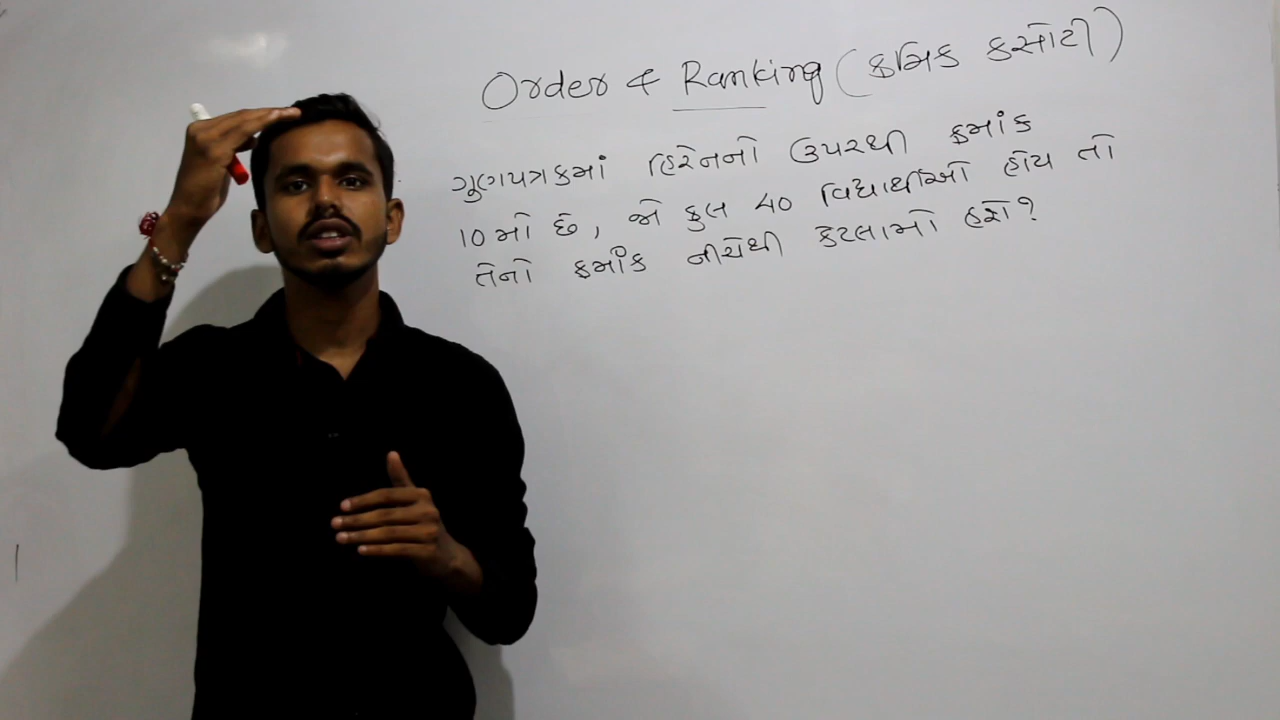 Order & Ranking (ક્રમિક કસોટી)
ગુણપત્રકમાં હિરેનનો ઉપરથી ક્રમાંક
10મો છે, જો કુલ 40 વિદ્યાર્થીઓ હોય તો
તેનો ક્રમાંક નીચેથી કેટલામો હશે?